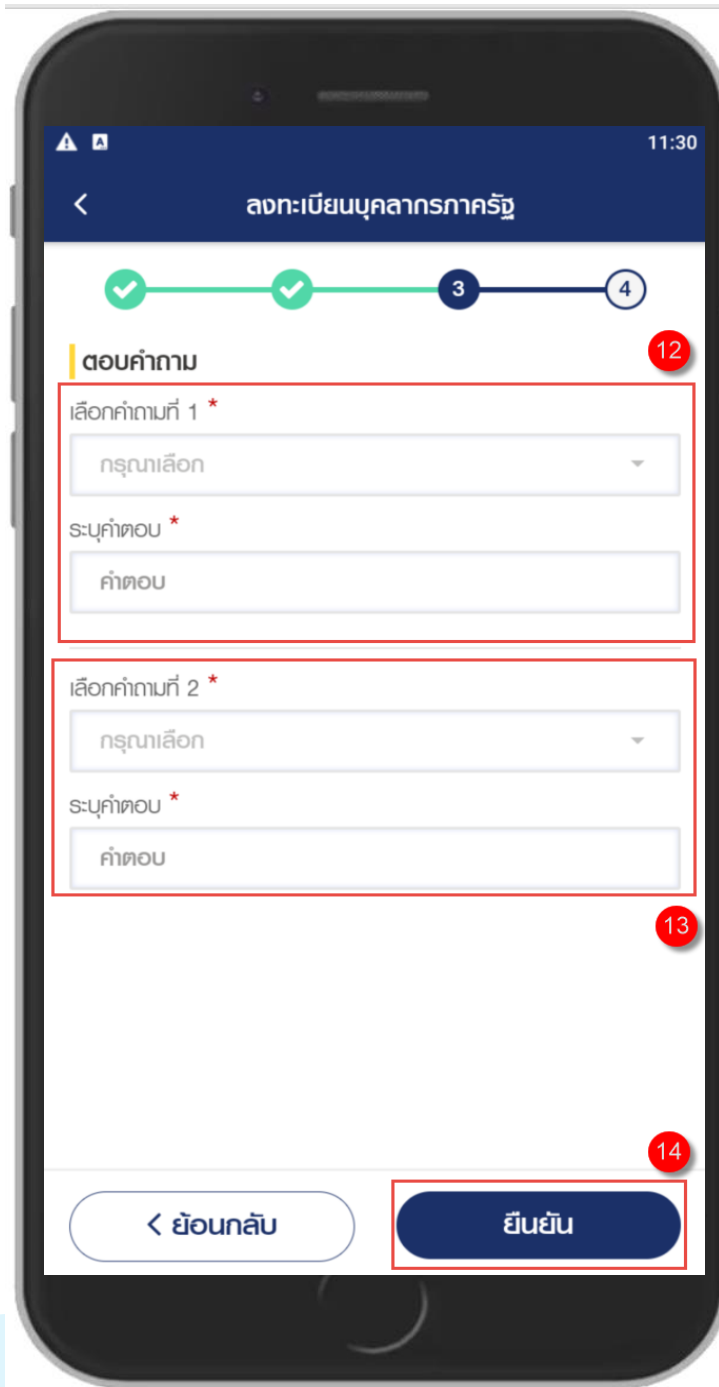 11:30
ลงทะเบียนบุคลากรภาครัฐ
3
4
12
ตอบคำถาม
เลือกคำถามที่ 1 *
กรุณาเลือก
ระบุคำตอบ *
คำตอบ
เลือกคำถามที่ 2 *
กรุณาเลือก
ระบุคำตอบ *
คำตอบ
13
14
< ย้อนกลับ
ยืนยัน